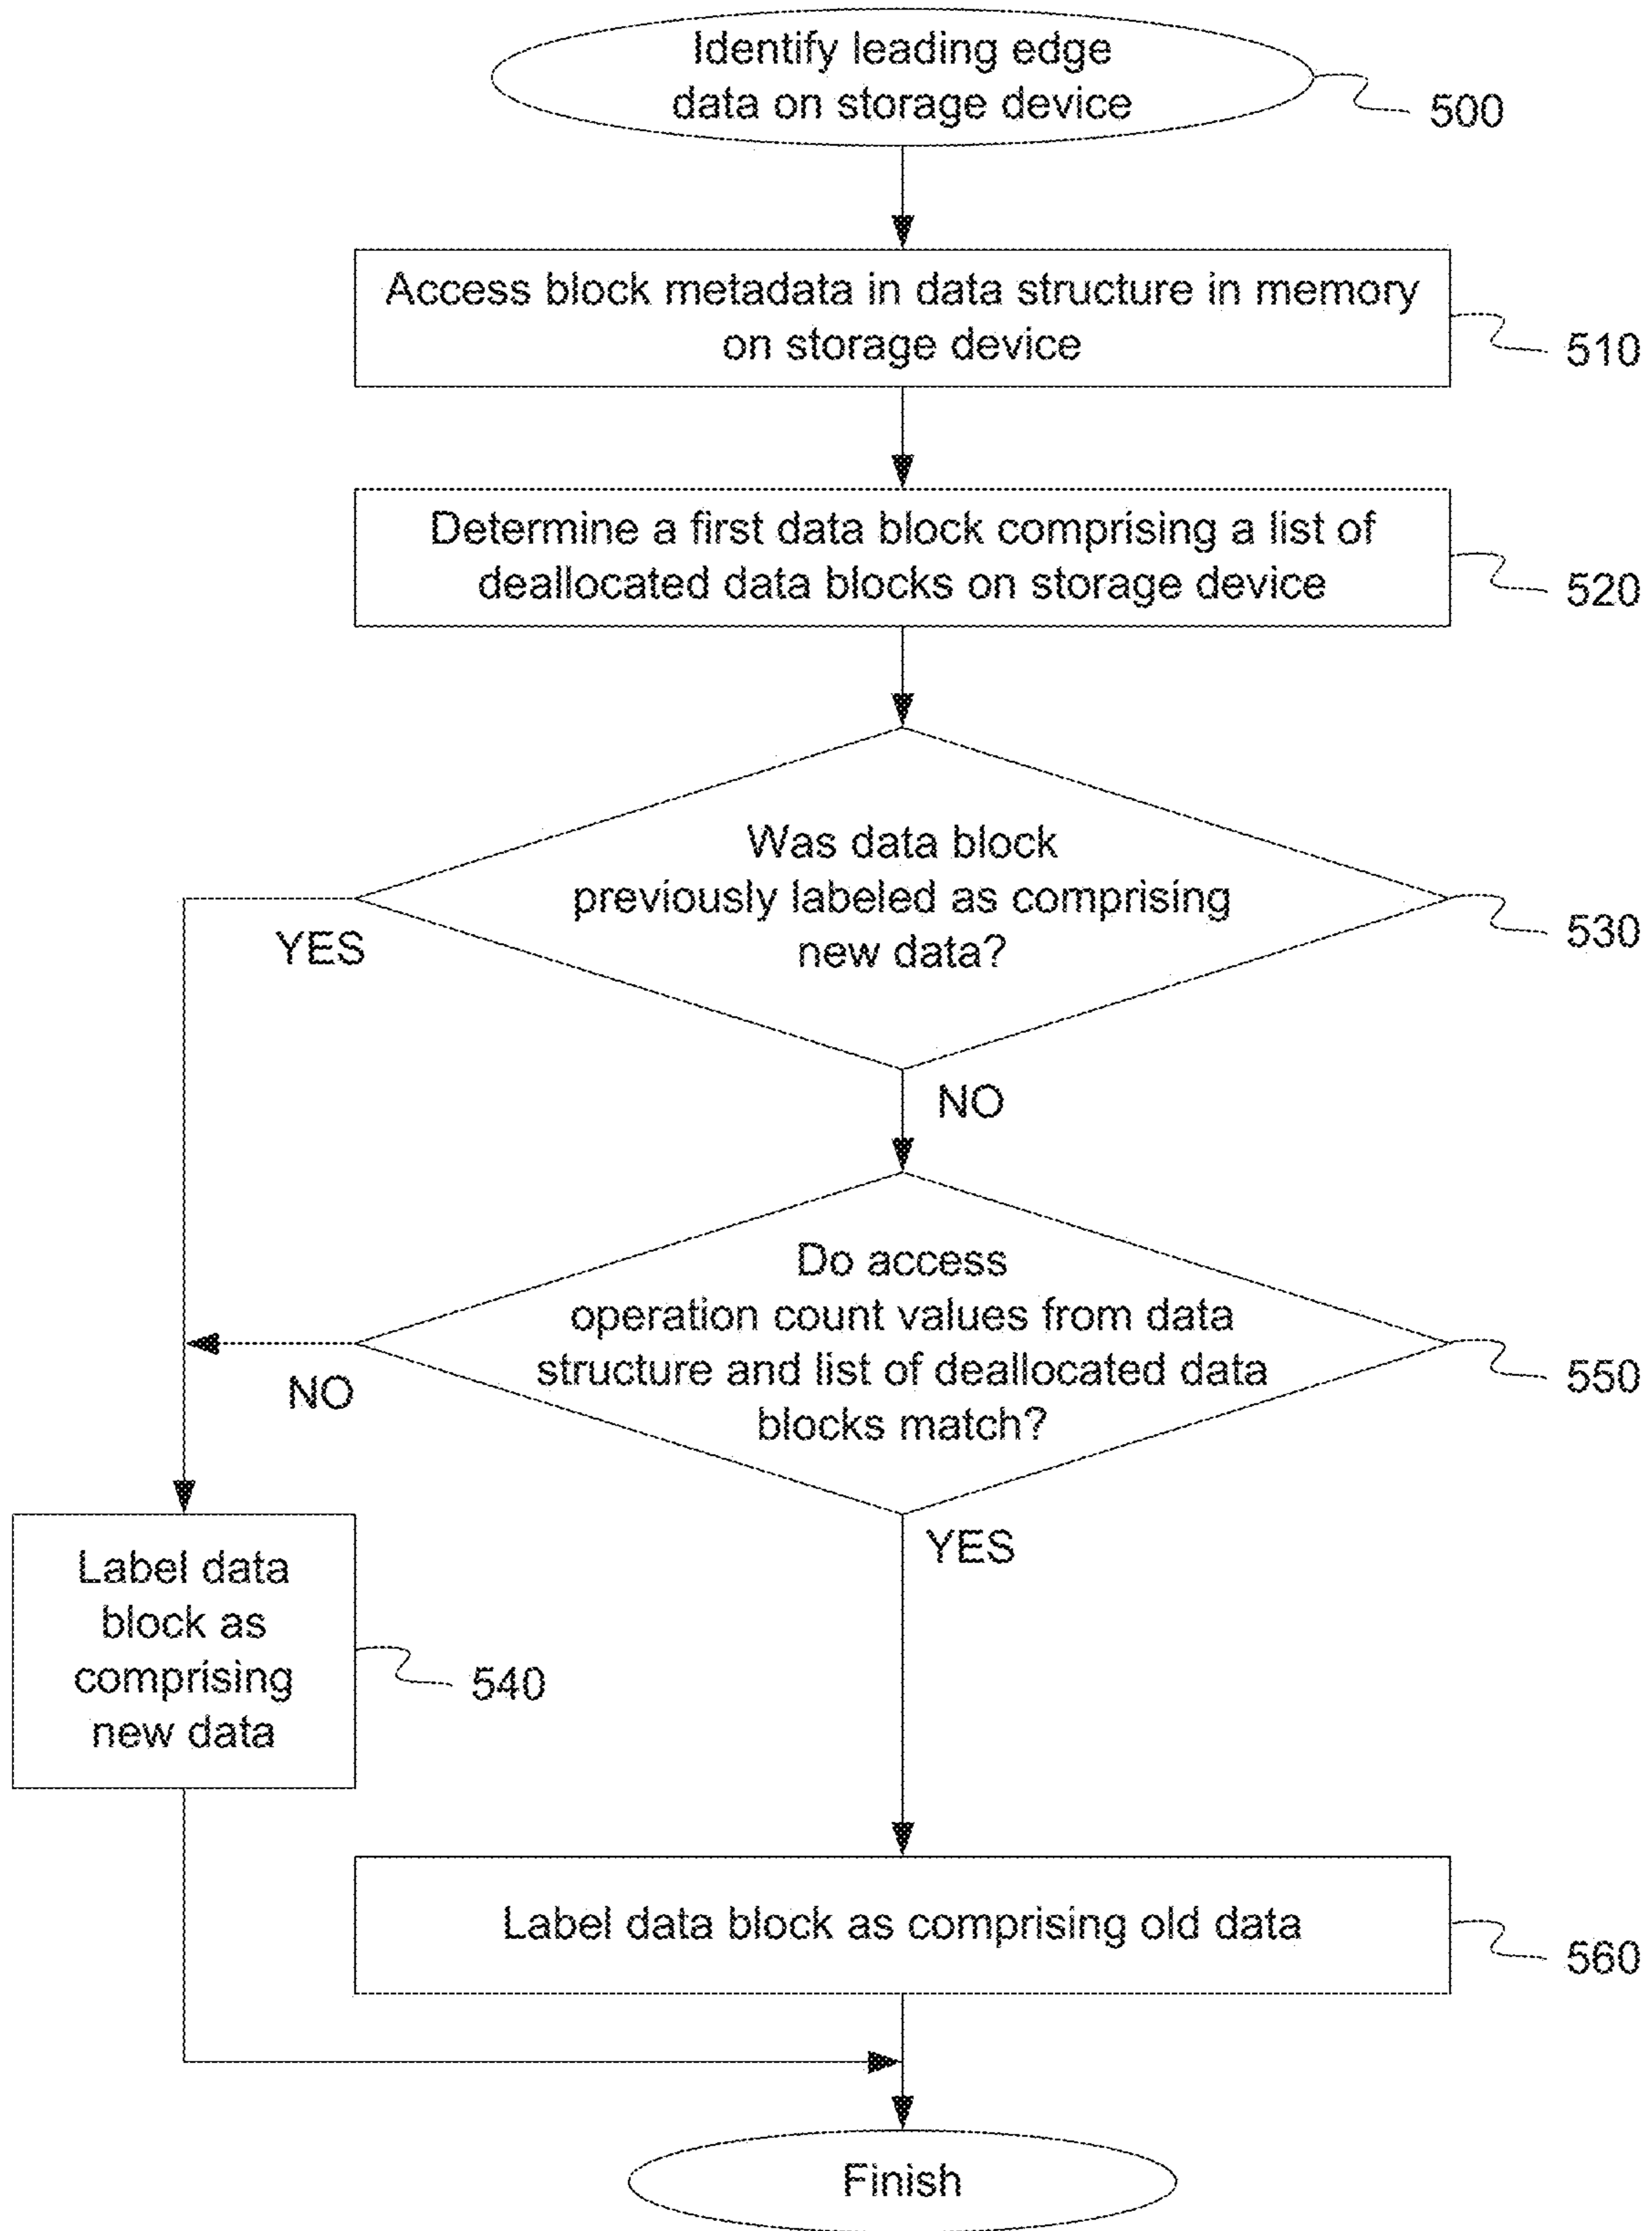 Identify leading edge
data on storage device
500
Access block metadata in data structure in memory
on storage device
510
Determine a first data block comprising a list of
deallocated data blocks on storage device
520
Was data block
previously labeled as comprising
new data?
530
YES
NO
Do access
operation count values from data
structure and list of deallocated data
blocks match?
550
NO
YES
Label data
block as
comprising
new data
540
Label data block as comprising old data
560
Finish